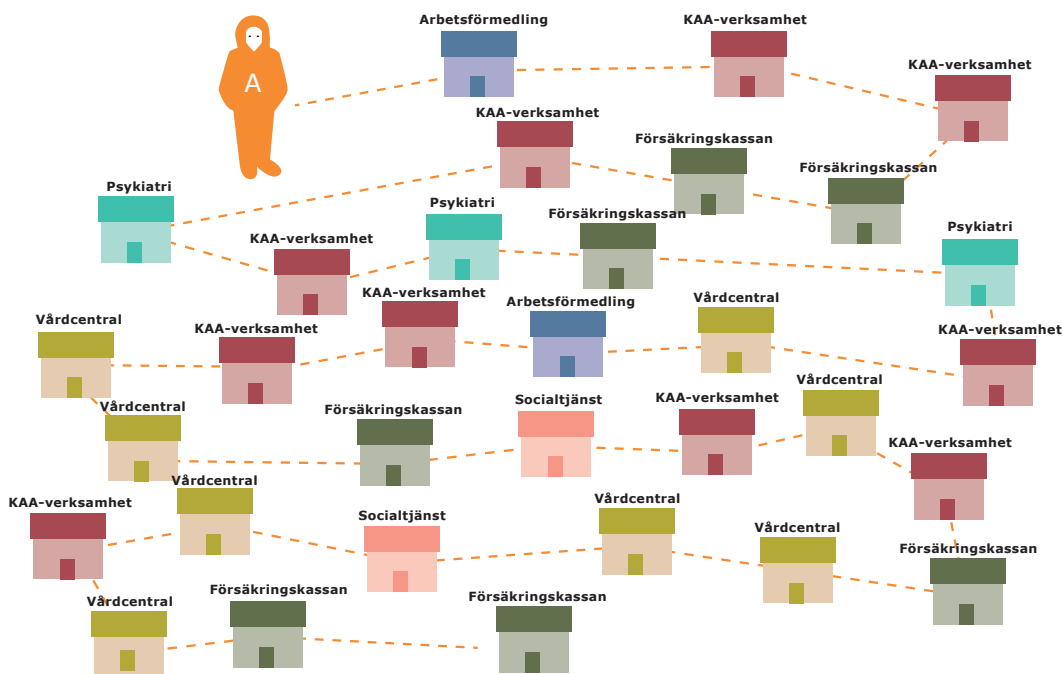 Arbetsförmedling
KAA-verksamhet
KAA-verksamhet
A
KAA-verksamhet
Försäkringskassan
Försäkringskassan
Psykiatri
Psykiatri
Försäkringskassan
Psykiatri
KAA-verksamhet
KAA-verksamhet
Arbetsförmedling
Vårdcentral
Vårdcentral
KAA-verksamhet
KAA-verksamhet
Vårdcentral
Försäkringskassan
Socialtjänst
KAA-verksamhet
Vårdcentral
KAA-verksamhet
KAA-verksamhet
Vårdcentral
Socialtjänst
Vårdcentral
Vårdcentral
Försäkringskassan
Vårdcentral
Försäkringskassan
Försäkringskassan